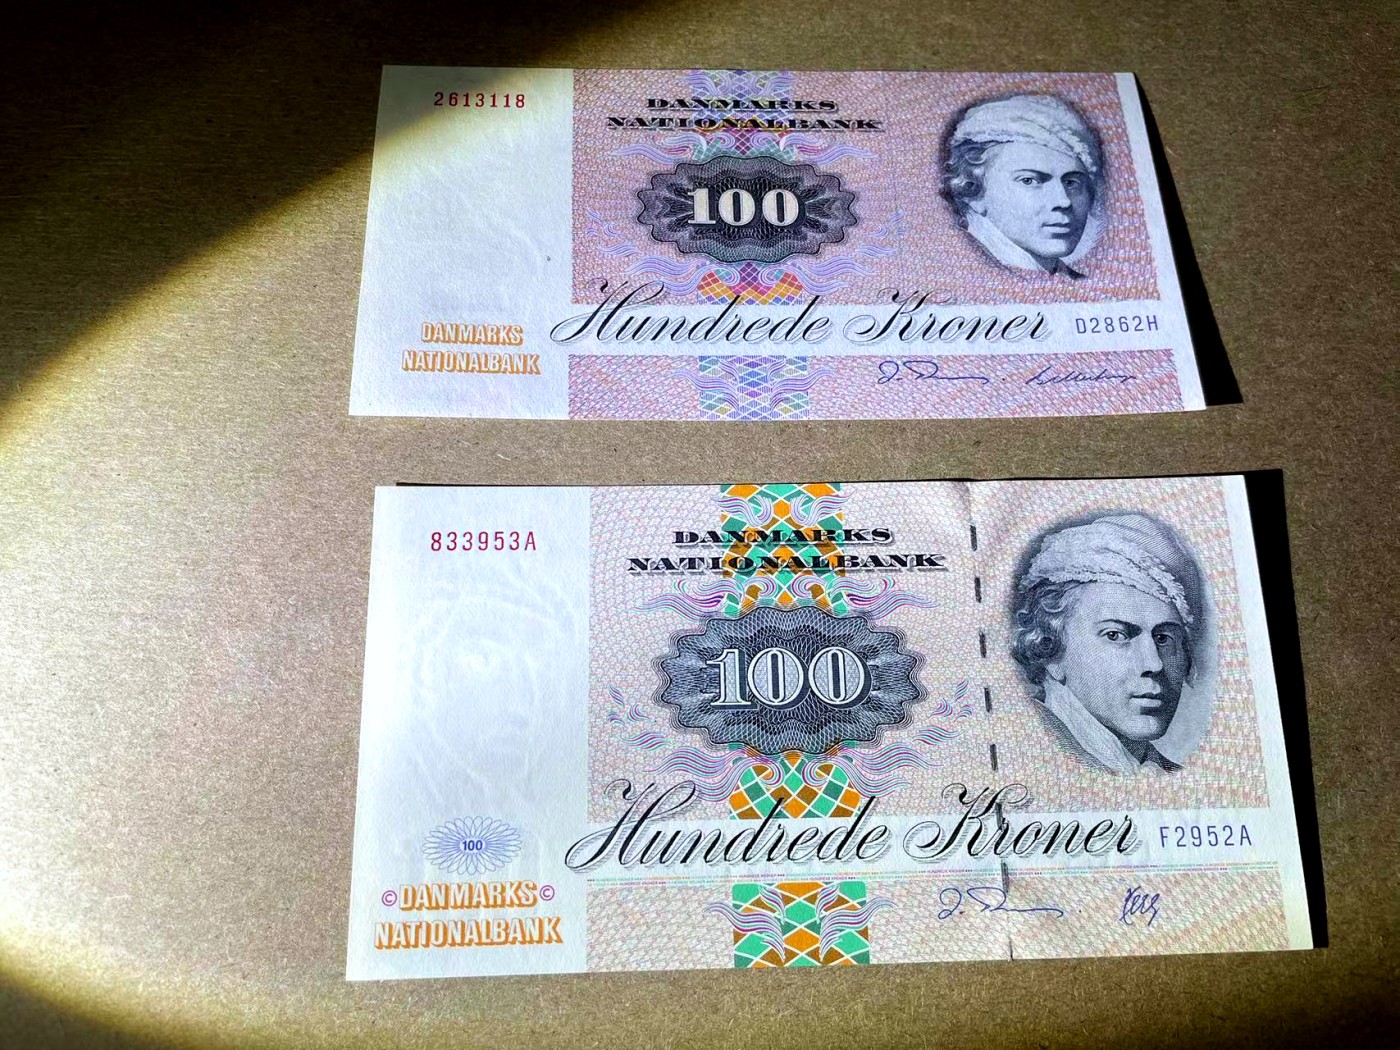 2613118
DANMARKS
NATIONALBANK
100
Hundrede Kroner
D2862H
DANMARKS
NATIONALBANK
833953A
DANMARKS
NATIONALBANK
100
Hundrede Kroner
F2952A
100
©DANMARKS©
NATIONALBANK